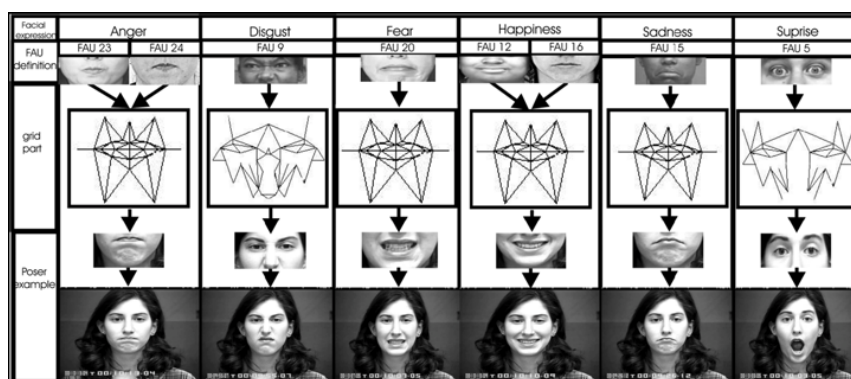 Facial expression Anger Disgust Fear Happiness Sadness Suprise
FAU definition FAU 23 FAU 24 FAU 9 FAU 20 FAU 12 FAU 16 FAU 15 FAU 5
grid part
Poser example